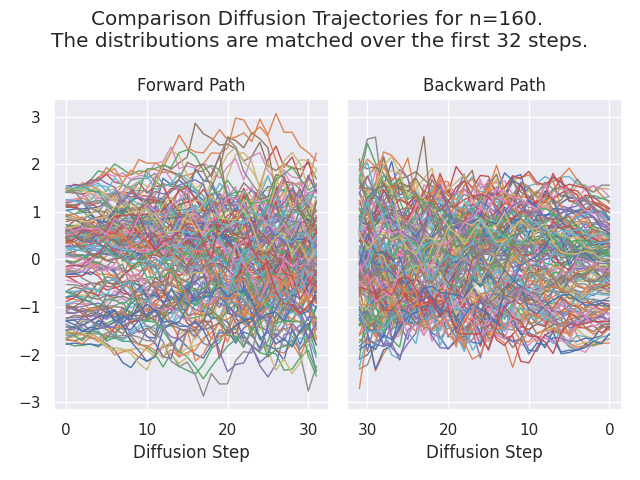 Comparison Diffusion Trajectories for n=160.
The distributions are matched over the first 32 steps.
Forward Path
Backward Path
3
2
1
0
−1
−2
−3
0 10 20 30
30 20 10 0
Diffusion Step
Diffusion Step